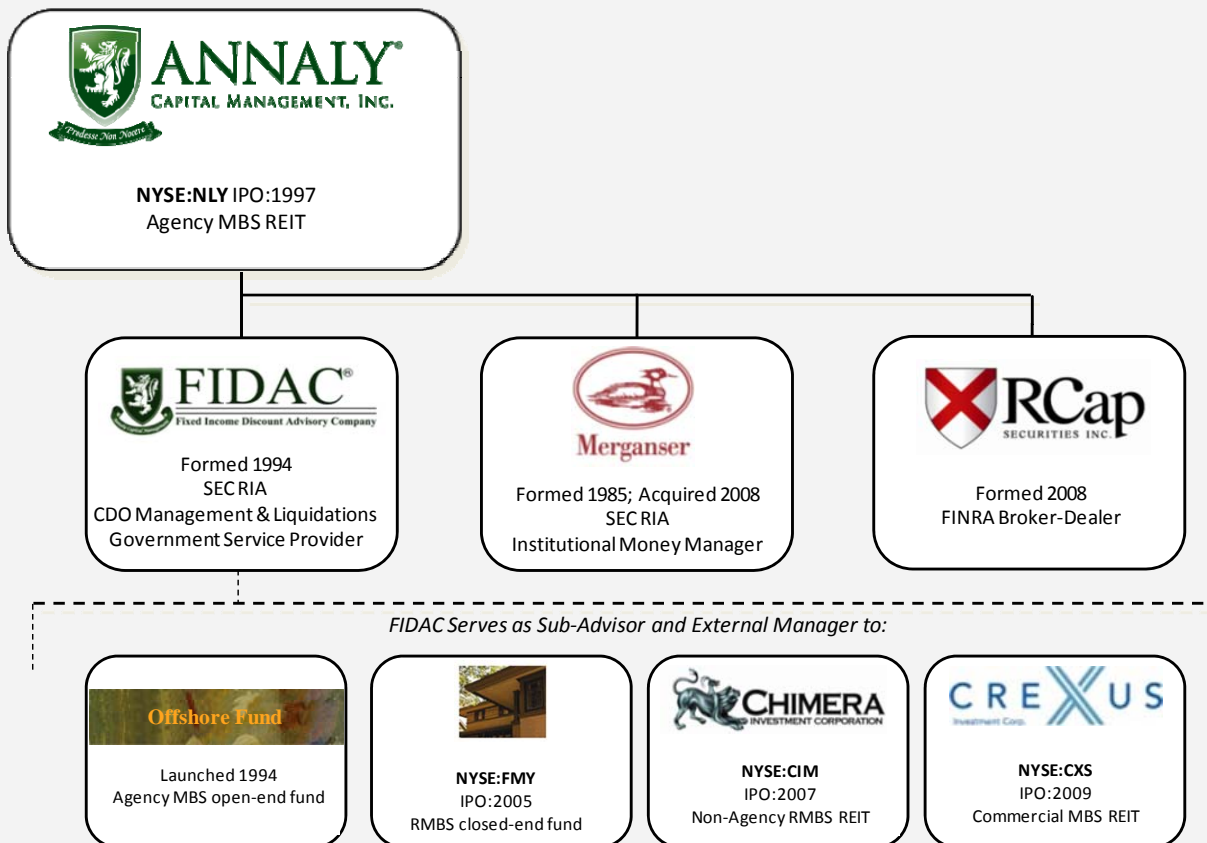 ANNALY®
CAPITAL MANAGEMENT, INC.
Prodesse Non Nocere
NYSE:NLY IPO:1997
Agency MBS REIT
FIDAC®
Fixed Income Discount Advisory Company
Formed 1994
SEC RIA
CDO Management & Liquidations
Government Service Provider
Merganser
Formed 1985; Acquired 2008
SEC RIA
Institutional Money Manager
RCap
SECURITIES INC.
Formed 2008
FINRA Broker-Dealer
FIDAC Serves as Sub-Advisor and External Manager to:
Offshore Fund
Launched 1994
Agency MBS open-end fund
NYSE:FMY
IPO:2005
RMBS closed-end fund
CHIMERA
INVESTMENT CORPORATION
NYSE:CIM
IPO:2007
Non-Agency RMBS REIT
CREXUS
Investment Corp.
NYSE:CXS
IPO:2009
Commercial MBS REIT